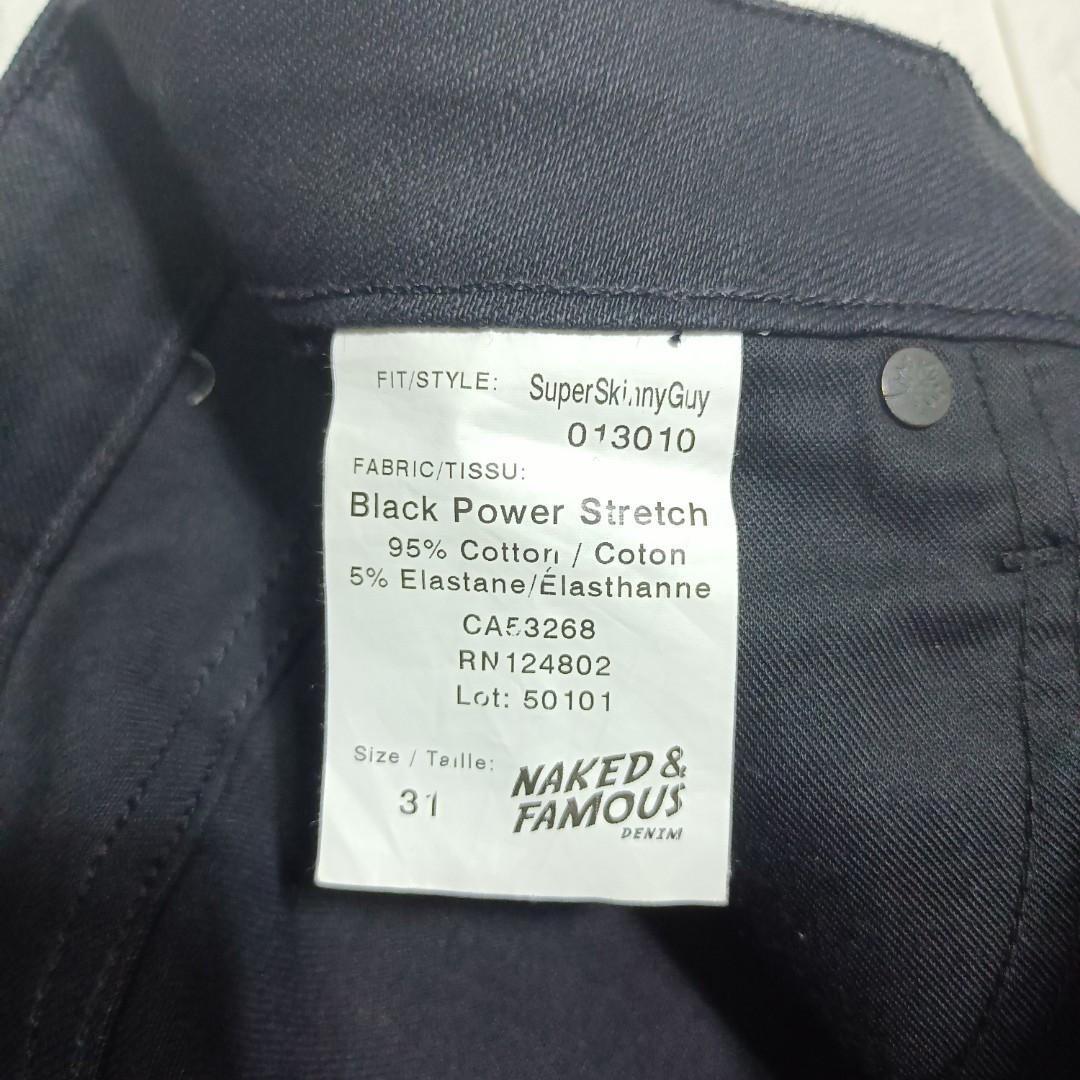 FIT/STYLE: SuperSkinnyGuy
013010
FABRIC/TISSU:
Black Power Stretch
95% Cotton / Coton
5% Elastane/Élasthanne
CA53268
RN124802
Lot: 50101
Size / Taille:
31
NAKED &
FAMOUS
DENIM